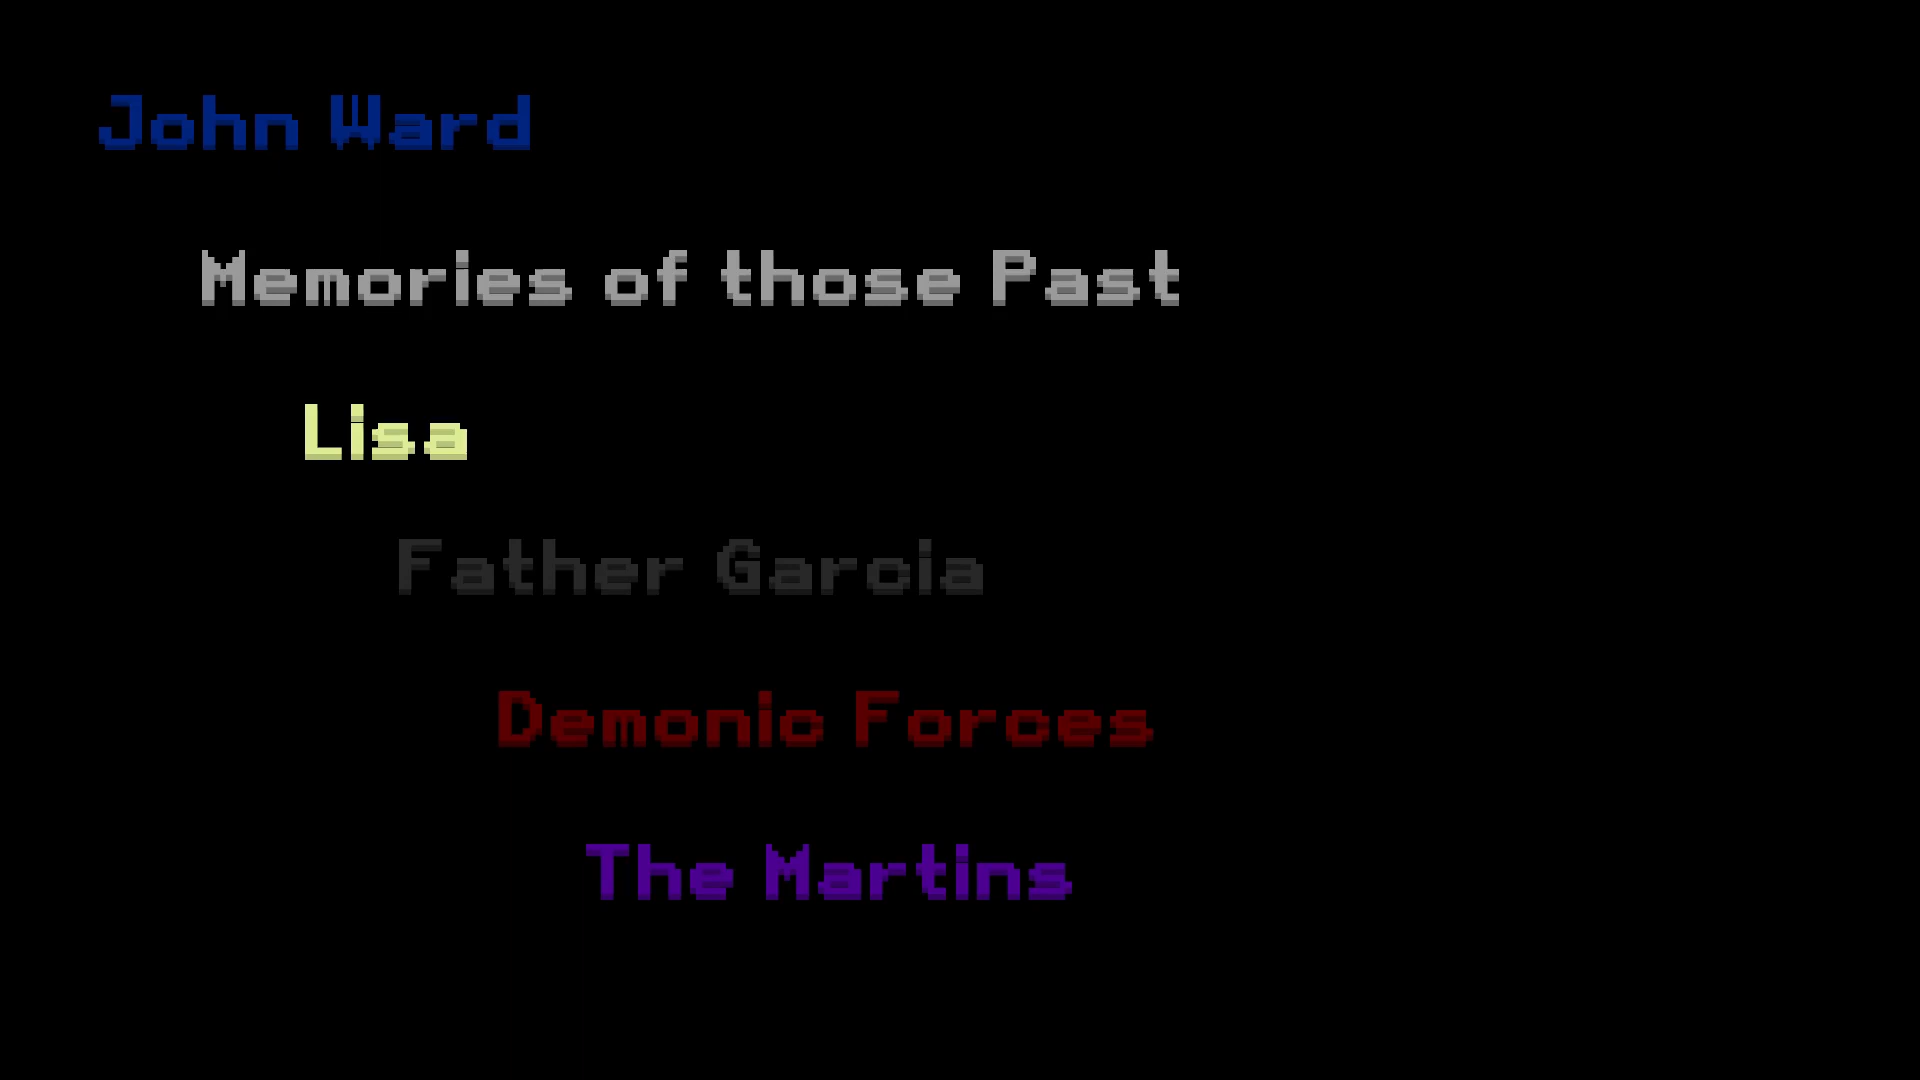 John Ward
Memories of those Past
Lisa
Father Garcia
Demonic Forces
The Martins